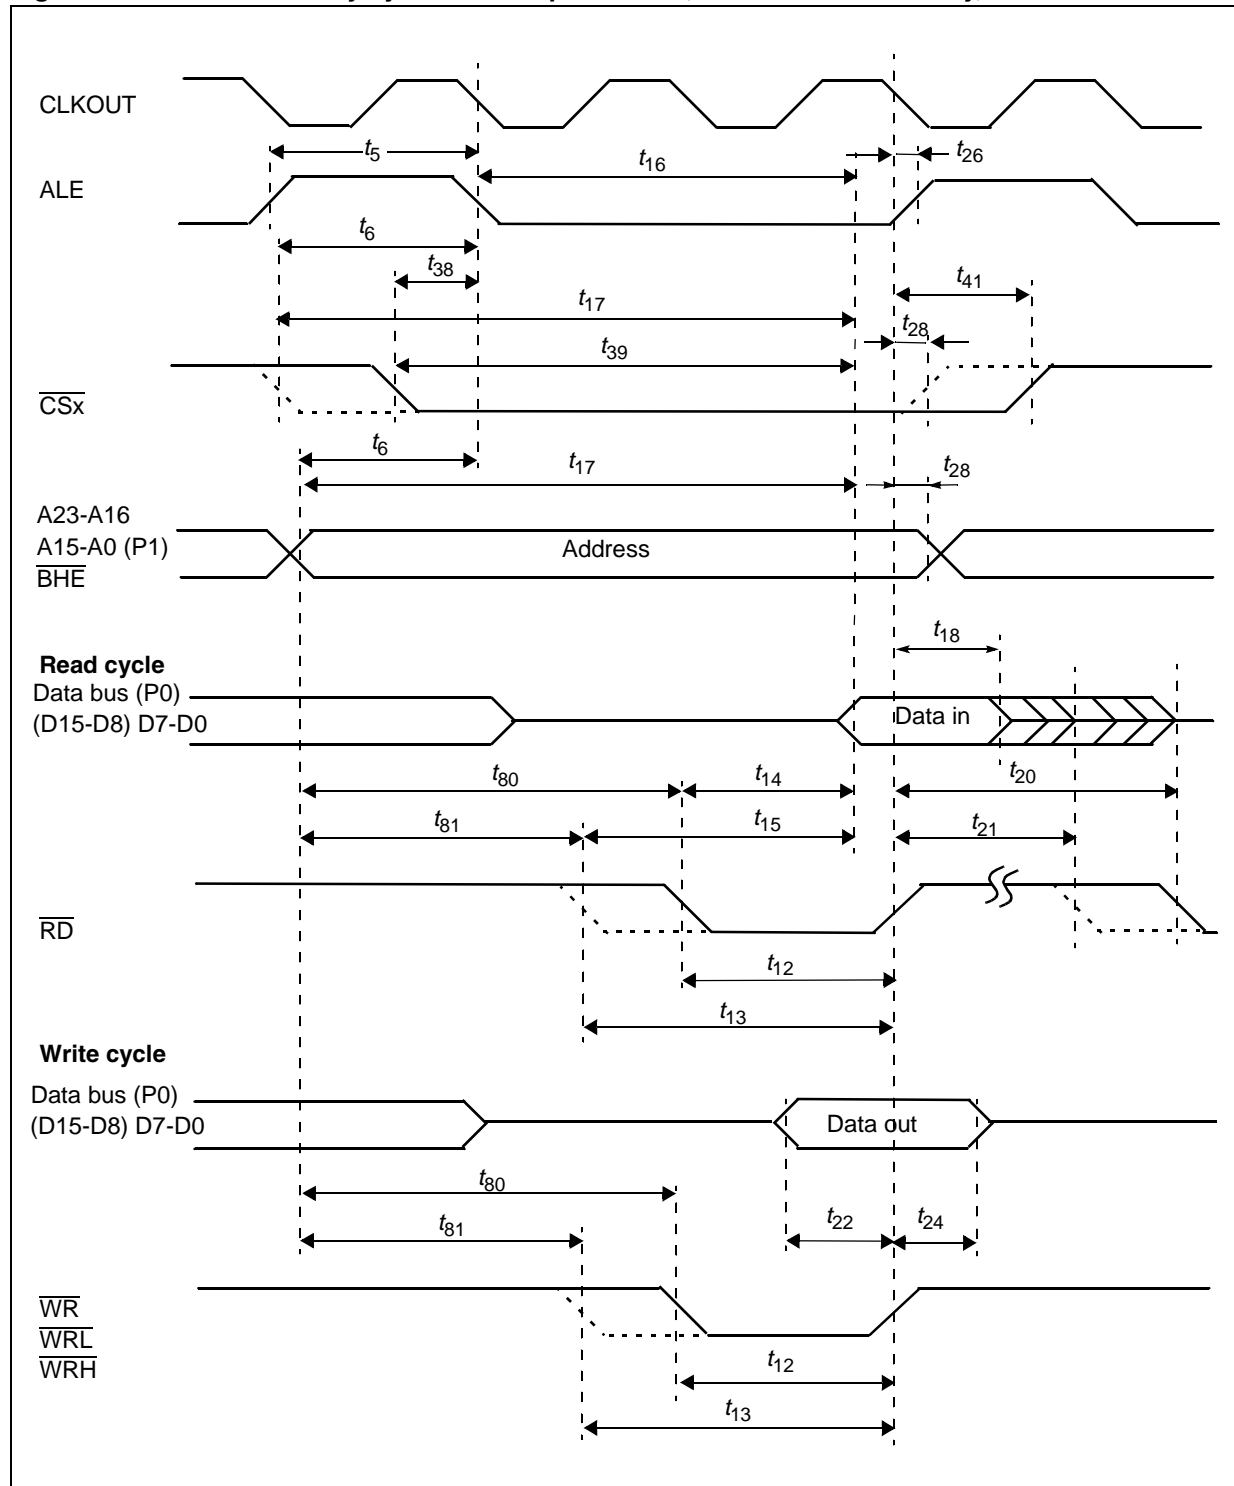 CLKOUT
t5
t16
t26
ALE
t6
t38
t41
t17
t28
t39
CSx
t6
t17
t28
A23-A16
A15-A0 (P1)
Address
BHE
t18
Read cycle
Data bus (P0)
(D15-D8) D7-D0
Data in
t80
t14
t20
t81
t15
t21
RD
t12
t13
Write cycle
Data bus (P0)
(D15-D8) D7-D0
Data out
t80
t22
t24
t81
WR
WRL
WRH
t12
t13